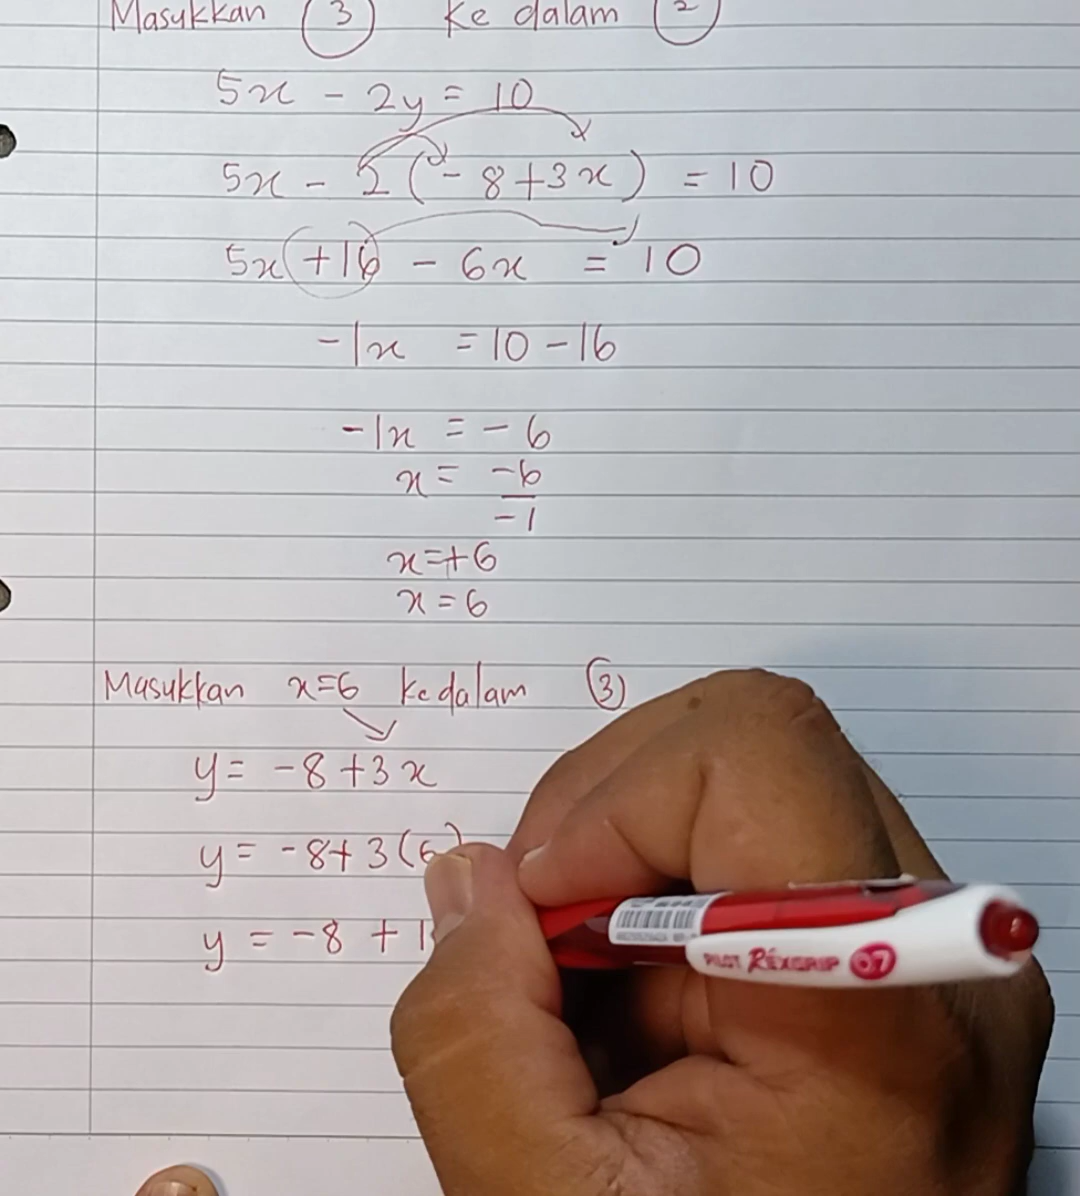 Masukkan (3) ke dalam (2)
5x - 2y = 10
5x - 2(-8+3x) = 10
5x +16 - 6x = 10
-1x = 10 - 16
-1x = -6
x = -6/-1
x = +6
x = 6
Masukkan x=6 kedalam (3)
y = -8 + 3x
y = -8 + 3(6)
y = -8 + 1
PILOT REXGRIP 07